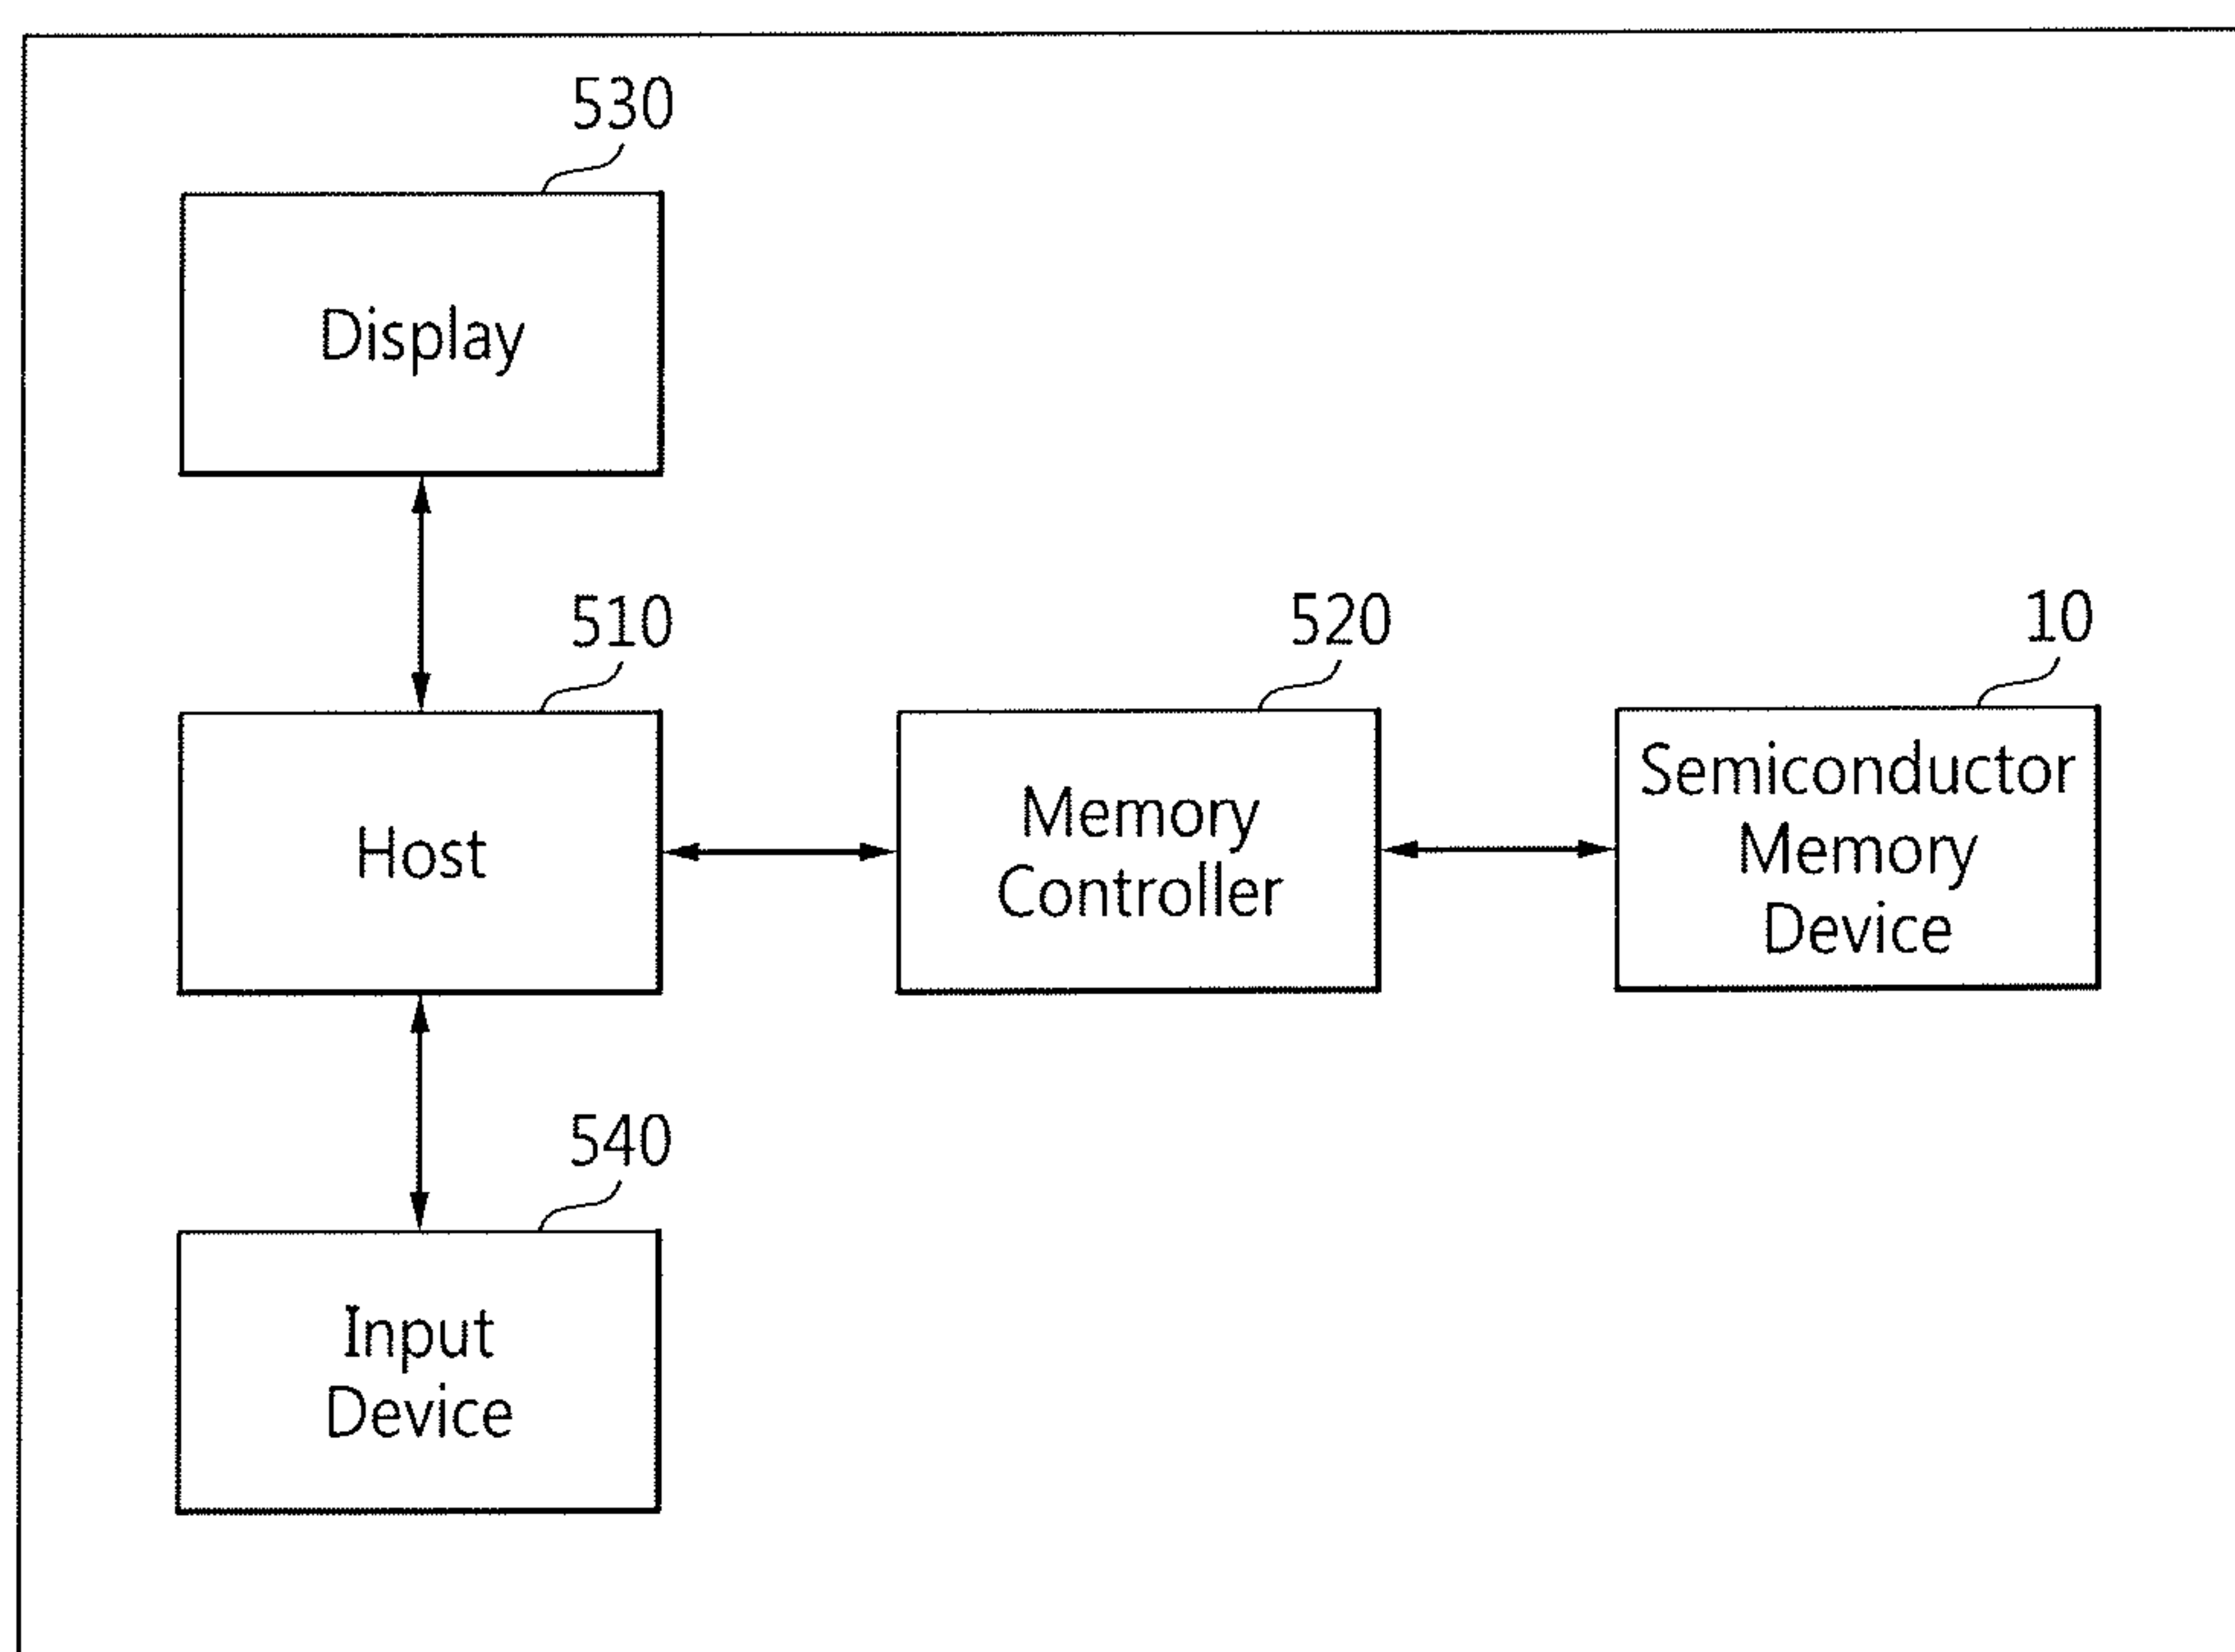 530
Display
510
Host
520
Memory
Controller
10
Semiconductor
Memory
Device
540
Input
Device